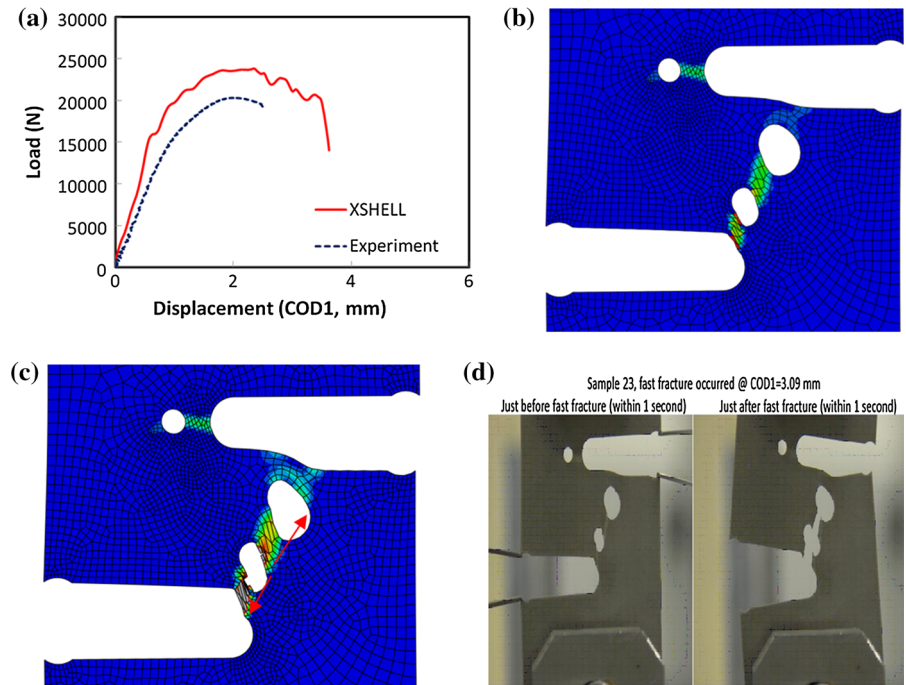 (a)
30000
25000
20000
15000
10000
5000
0
Load (N)
XSHELL
Experiment
0 2 4 6
Displacement (COD1, mm)
(b)
(c)
(d)
Sample 23, fast fracture occurred @ COD1=3.09 mm
Just before fast fracture (within 1 second) Just after fast fracture (within 1 second)